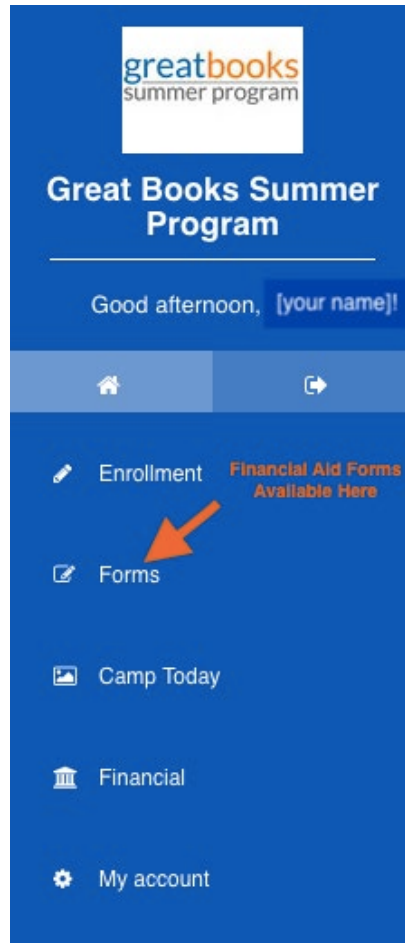 greatbooks
summer program
Great Books Summer
Program
Good afternoon, [your name]!
Enrollment
Financial Aid Forms
Available Here
Forms
Camp Today
Financial
My account